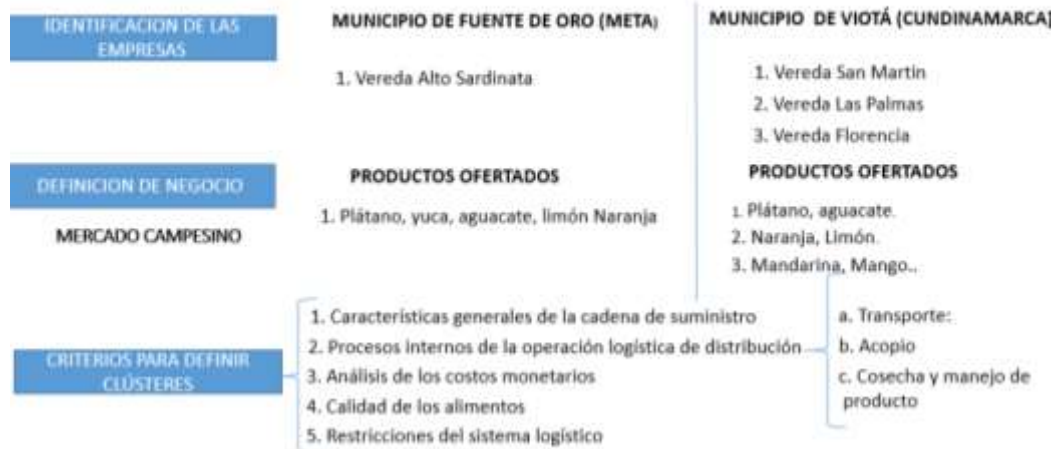 IDENTIFICACION DE LAS
EMPRESAS
MUNICIPIO DE FUENTE DE ORO (META)
1. Vereda Alto Sardinata
MUNICIPIO DE VIOTÁ (CUNDINAMARCA)
1. Vereda San Martin
2. Vereda Las Palmas
3. Vereda Florencia
DEFINICION DE NEGOCIO
MERCADO CAMPESINO
PRODUCTOS OFERTADOS
1. Plátano, yuca, aguacate, limón Naranja
PRODUCTOS OFERTADOS
1. Plátano, aguacate.
2. Naranja, Limón.
3. Mandarina, Mango..
CRITERIOS PARA DEFINIR
CLÚSTERES
1. Características generales de la cadena de suministro
2. Procesos internos de la operación logística de distribución
3. Análisis de los costos monetarios
4. Calidad de los alimentos
5. Restricciones del sistema logístico
a. Transporte:
b. Acopio
c. Cosecha y manejo de
producto